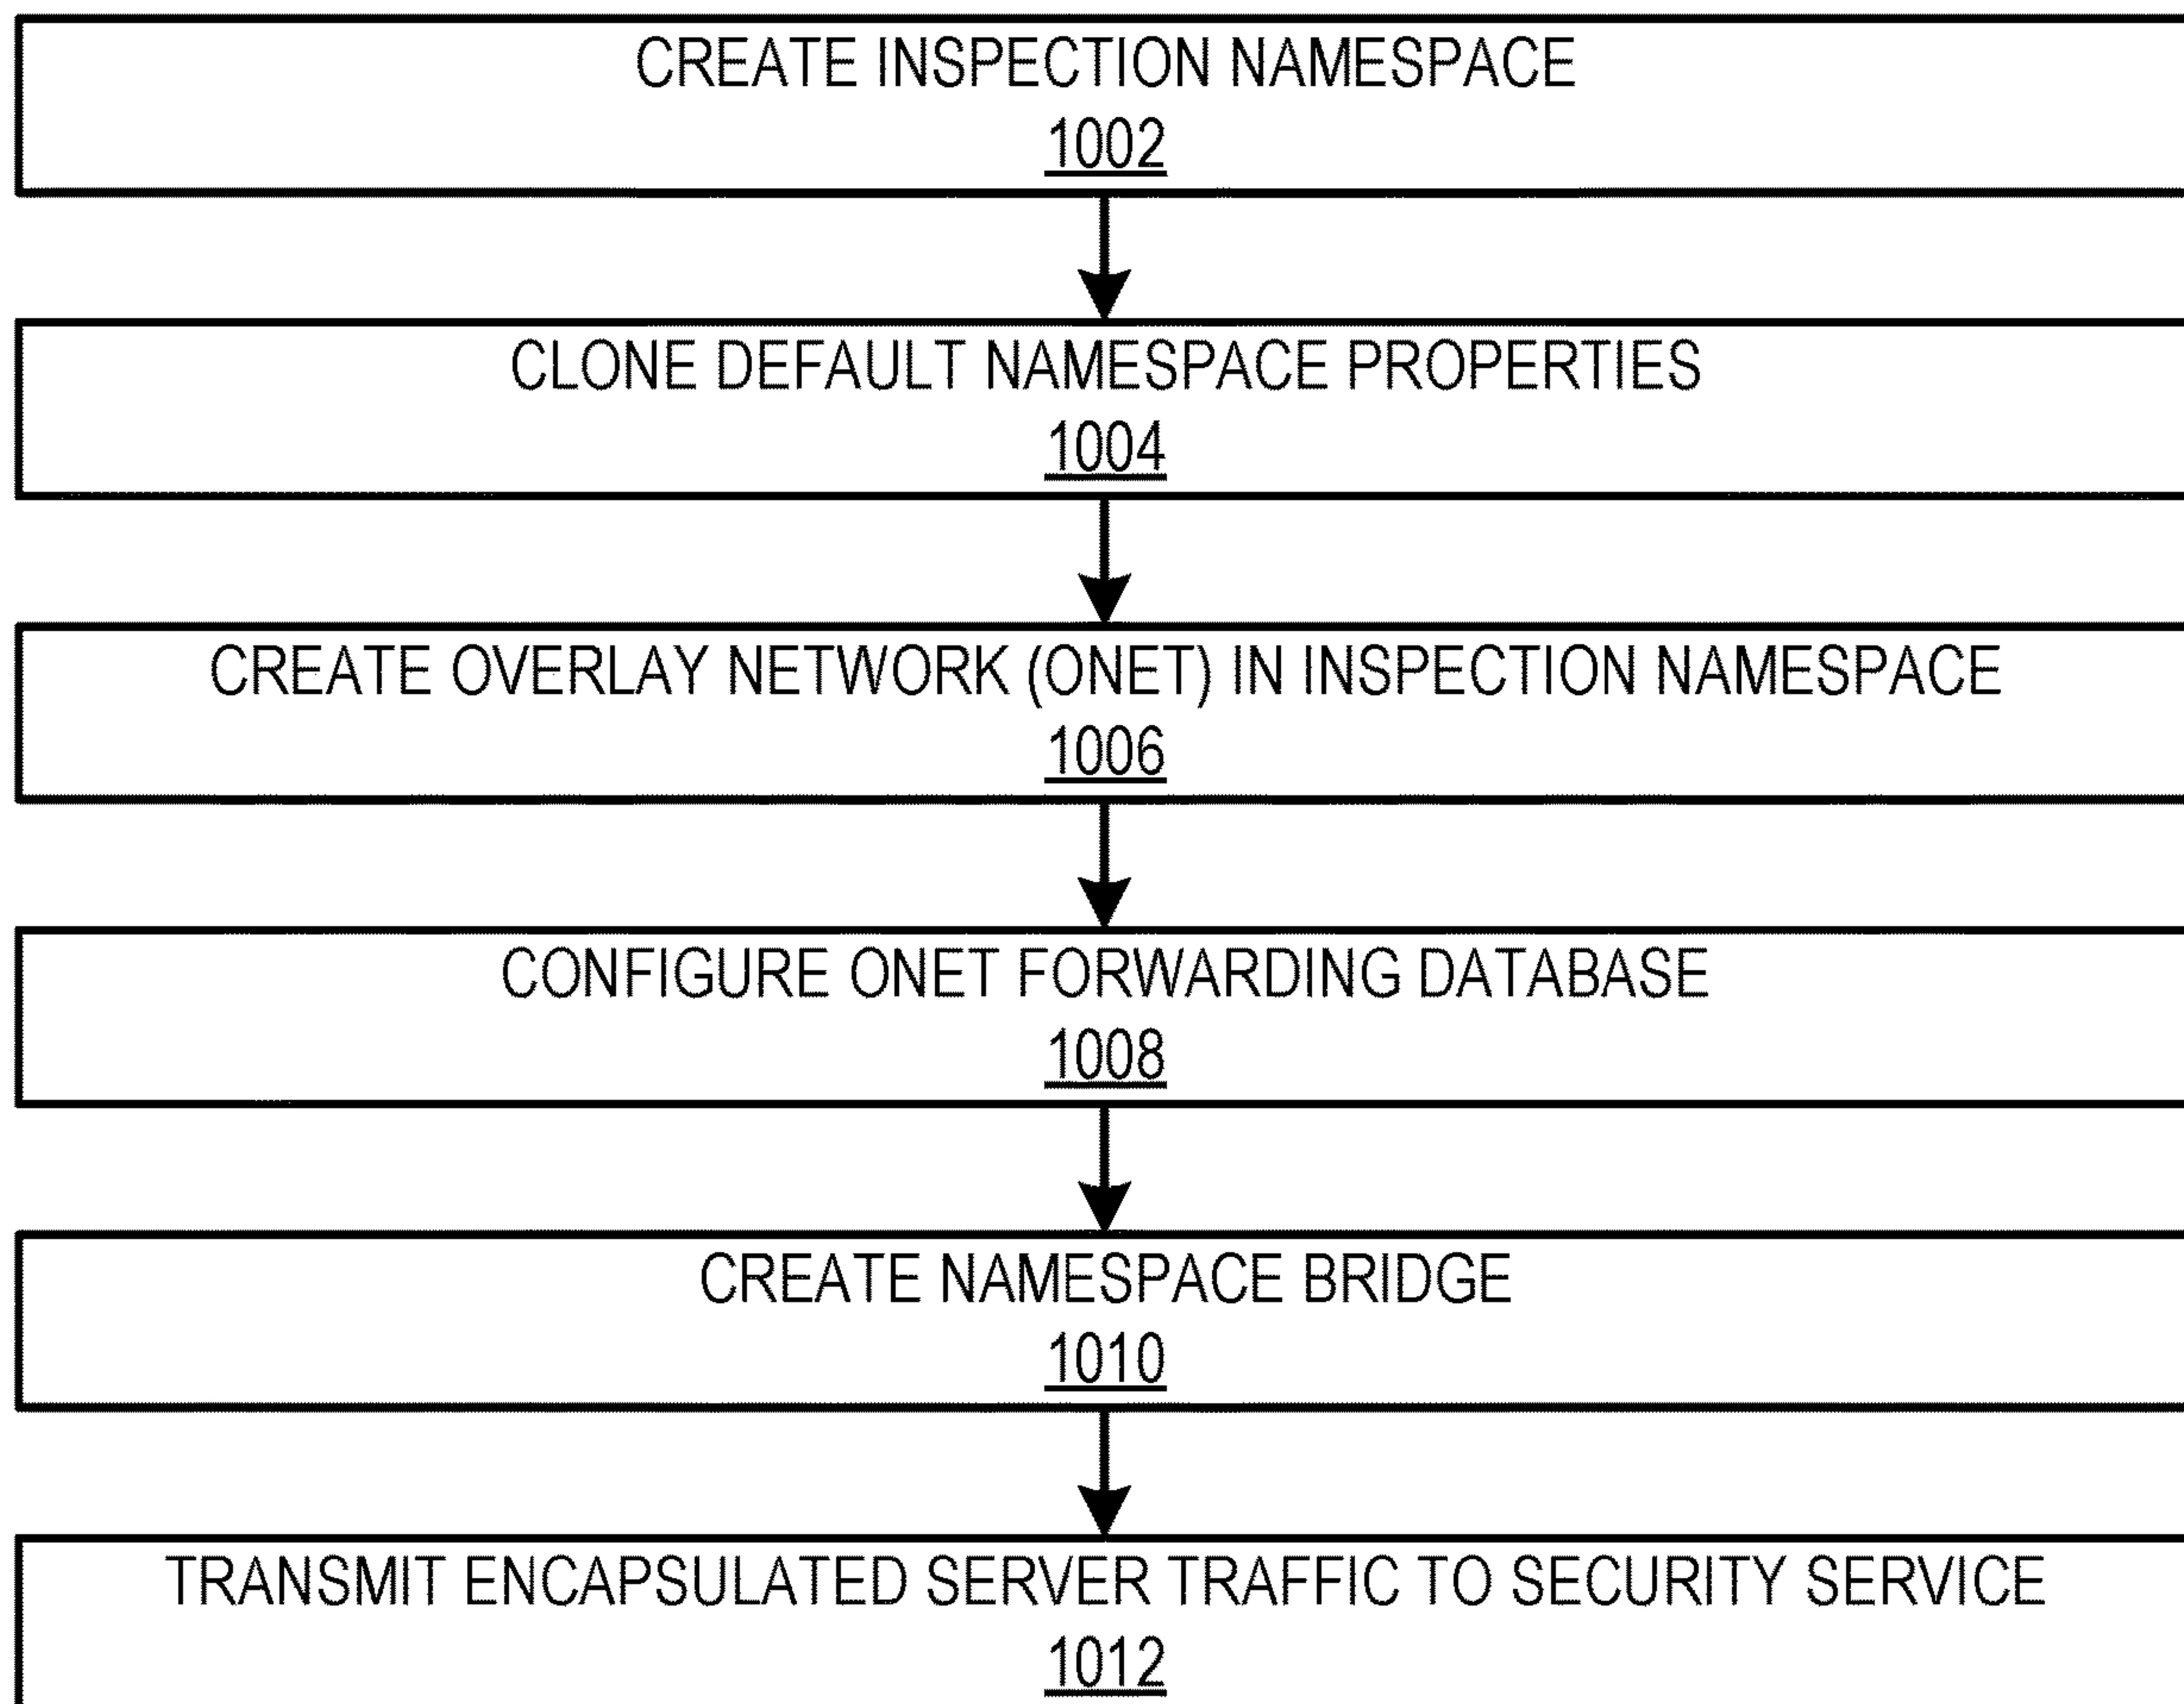 CREATE INSPECTION NAMESPACE
1002
CLONE DEFAULT NAMESPACE PROPERTIES
1004
CREATE OVERLAY NETWORK (ONET) IN INSPECTION NAMESPACE
1006
CONFIGURE ONET FORWARDING DATABASE
1008
CREATE NAMESPACE BRIDGE
1010
TRANSMIT ENCAPSULATED SERVER TRAFFIC TO SECURITY SERVICE
1012